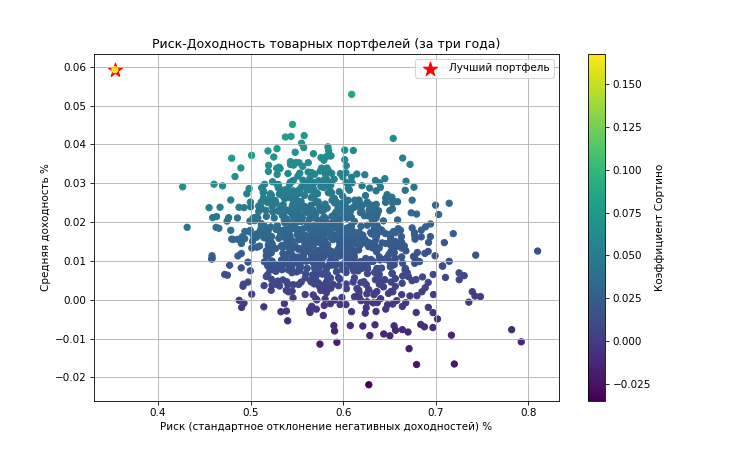 Риск-Доходность товарных портфелей (за три года)
Лучший портфель
Средняя доходность %
0.06
0.05
0.04
0.03
0.02
0.01
0.00
−0.01
−0.02
0.4 0.5 0.6 0.7 0.8
Риск (стандартное отклонение негативных доходностей) %
0.150
0.125
0.100
0.075
0.050
0.025
0.000
−0.025
Коэффициент Сортино